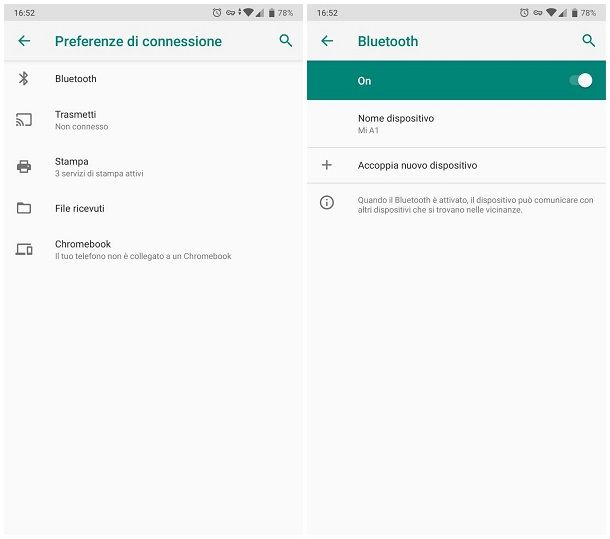 16:52
78%
Preferenze di connessione
Bluetooth
Trasmetti
Non connesso
Stampa
3 servizi di stampa attivi
File ricevuti
Chromebook
Il tuo telefono non è collegato a un Chromebook
16:52
78%
Bluetooth
On
Nome dispositivo
Mi A1
Accoppia nuovo dispositivo
Quando il Bluetooth è attivato, il dispositivo può comunicare con
altri dispositivi che si trovano nelle vicinanze.